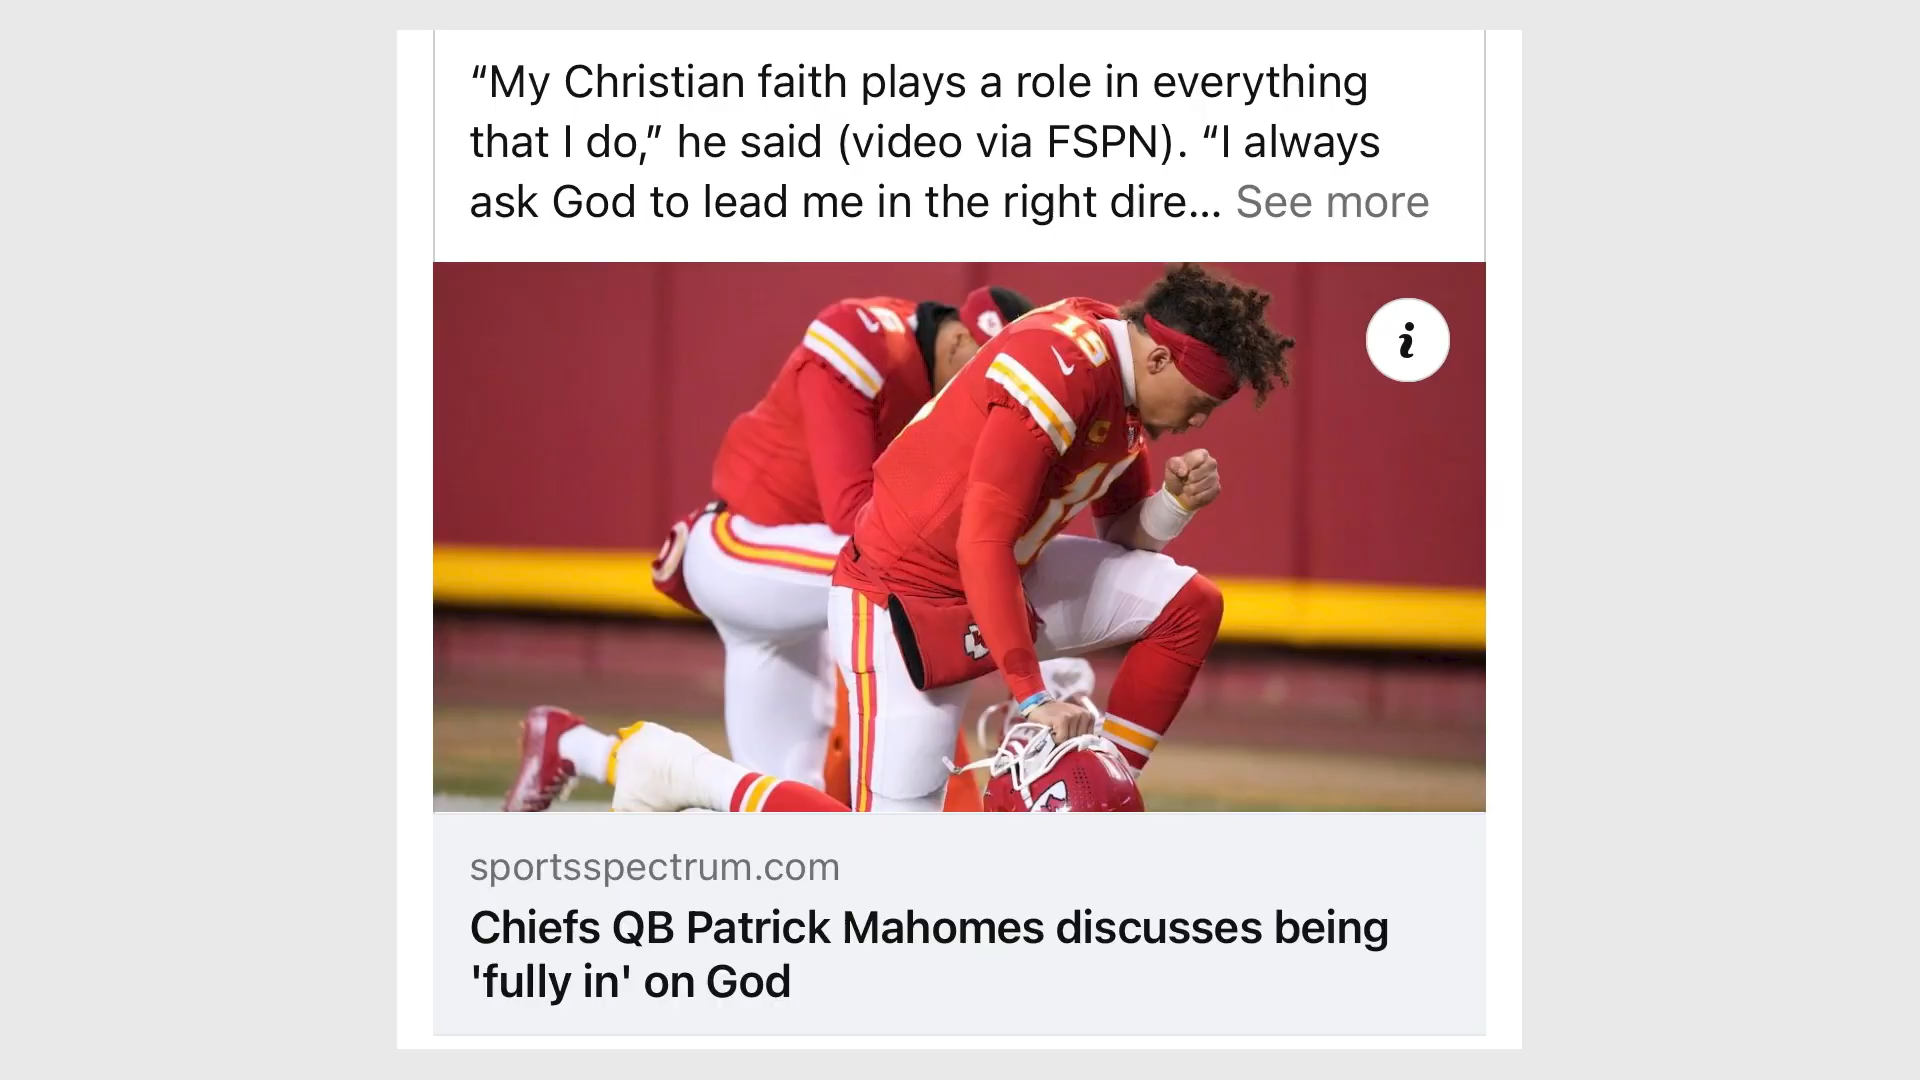 “My Christian faith plays a role in everything
that I do,” he said (video via FSPN). “I always
ask God to lead me in the right dire... See more
i
15
15
sportsspectrum.com
Chiefs QB Patrick Mahomes discusses being
'fully in' on God